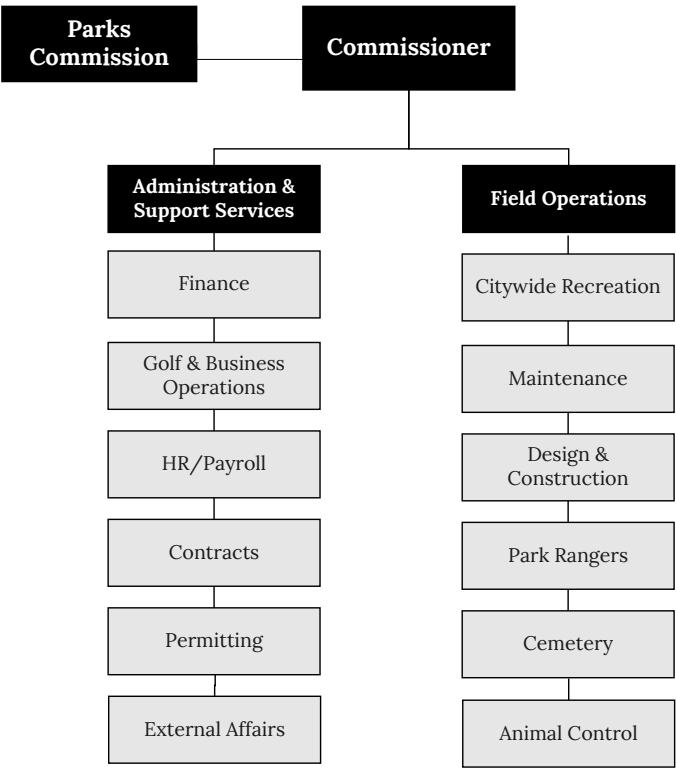 Parks
Commission
Commissioner
Administration &
Support Services
Finance
Golf & Business
Operations
HR/Payroll
Contracts
Permitting
External Affairs
Field Operations
Citywide Recreation
Maintenance
Design &
Construction
Park Rangers
Cemetery
Animal Control